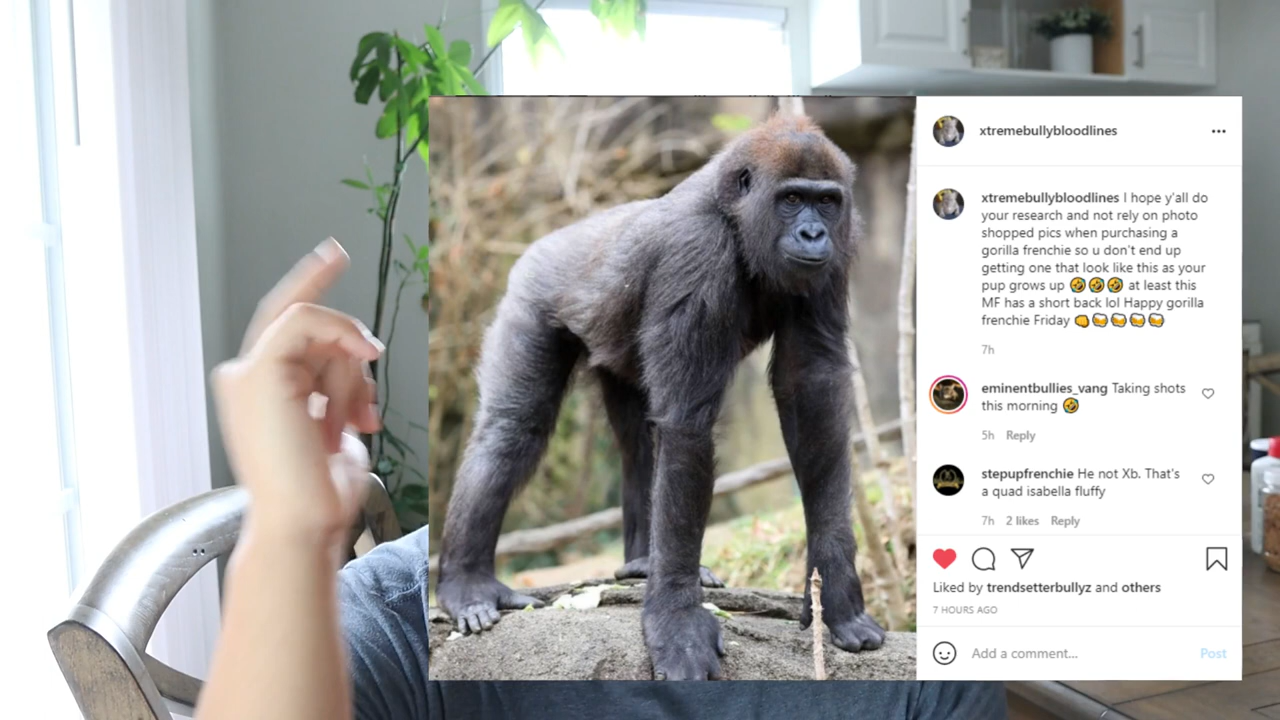 xtremebullybloodlines
xtremebullybloodlines I hope y'all do
your research and not rely on photo
shopped pics when purchasing a
gorilla frenchie so u don't end up
getting one that look like this as your
pup grows up 🤣🤣🤣 at least this
MF has a short back lol Happy gorilla
frenchie Friday 👊🍻🍻🍻🍻
7h
eminentbullies_vang Taking shots
this morning 🤣
5h Reply
stepupfrenchie He not Xb. That's
a quad isabella fluffy
7h 2 likes Reply
Liked by trendsetterbullyz and others
7 HOURS AGO
Add a comment... Post